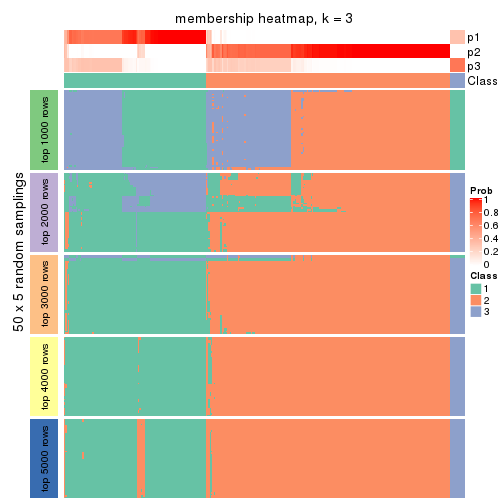 membership heatmap, k = 3
p1
p2
p3
Class
50 x 5 random samplings
top 1000 rows
top 2000 rows
top 3000 rows
top 4000 rows
top 5000 rows
Prob
1
0.8
0.6
0.4
0.2
0
Class
1
2
3